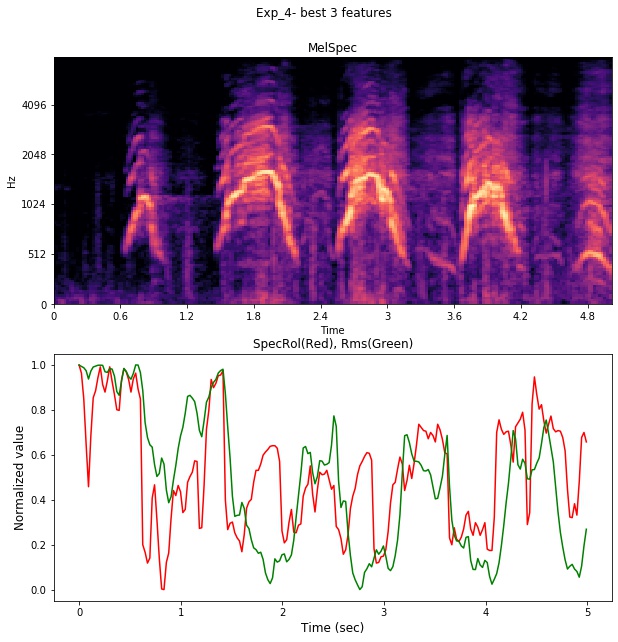 Exp_4- best 3 features
MelSpec
4096
2048
1024
512
0
Hz
0 0.6 1.2 1.8 2.4 3 3.6 4.2 4.8
Time
SpecRol(Red), Rms(Green)
1.0
0.8
0.6
0.4
0.2
0.0
Normalized value
0 1 2 3 4 5
Time (sec)